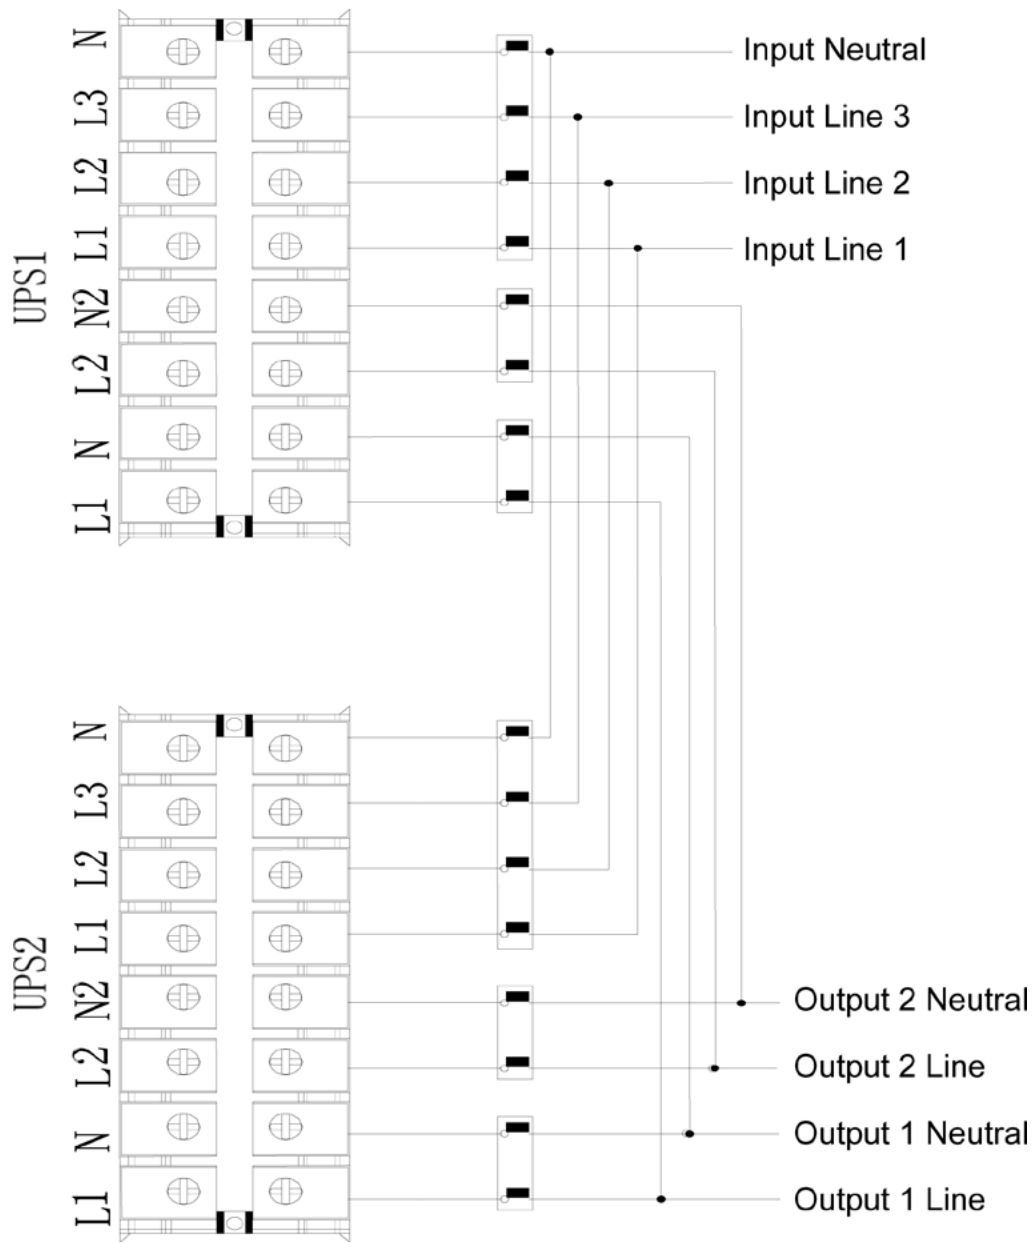 UPS1
N
L3
L2
L1
N2
L2
N
L1
Input Neutral
Input Line 3
Input Line 2
Input Line 1
UPS2
N
L3
L2
L1
N2
L2
N
L1
Output 2 Neutral
Output 2 Line
Output 1 Neutral
Output 1 Line